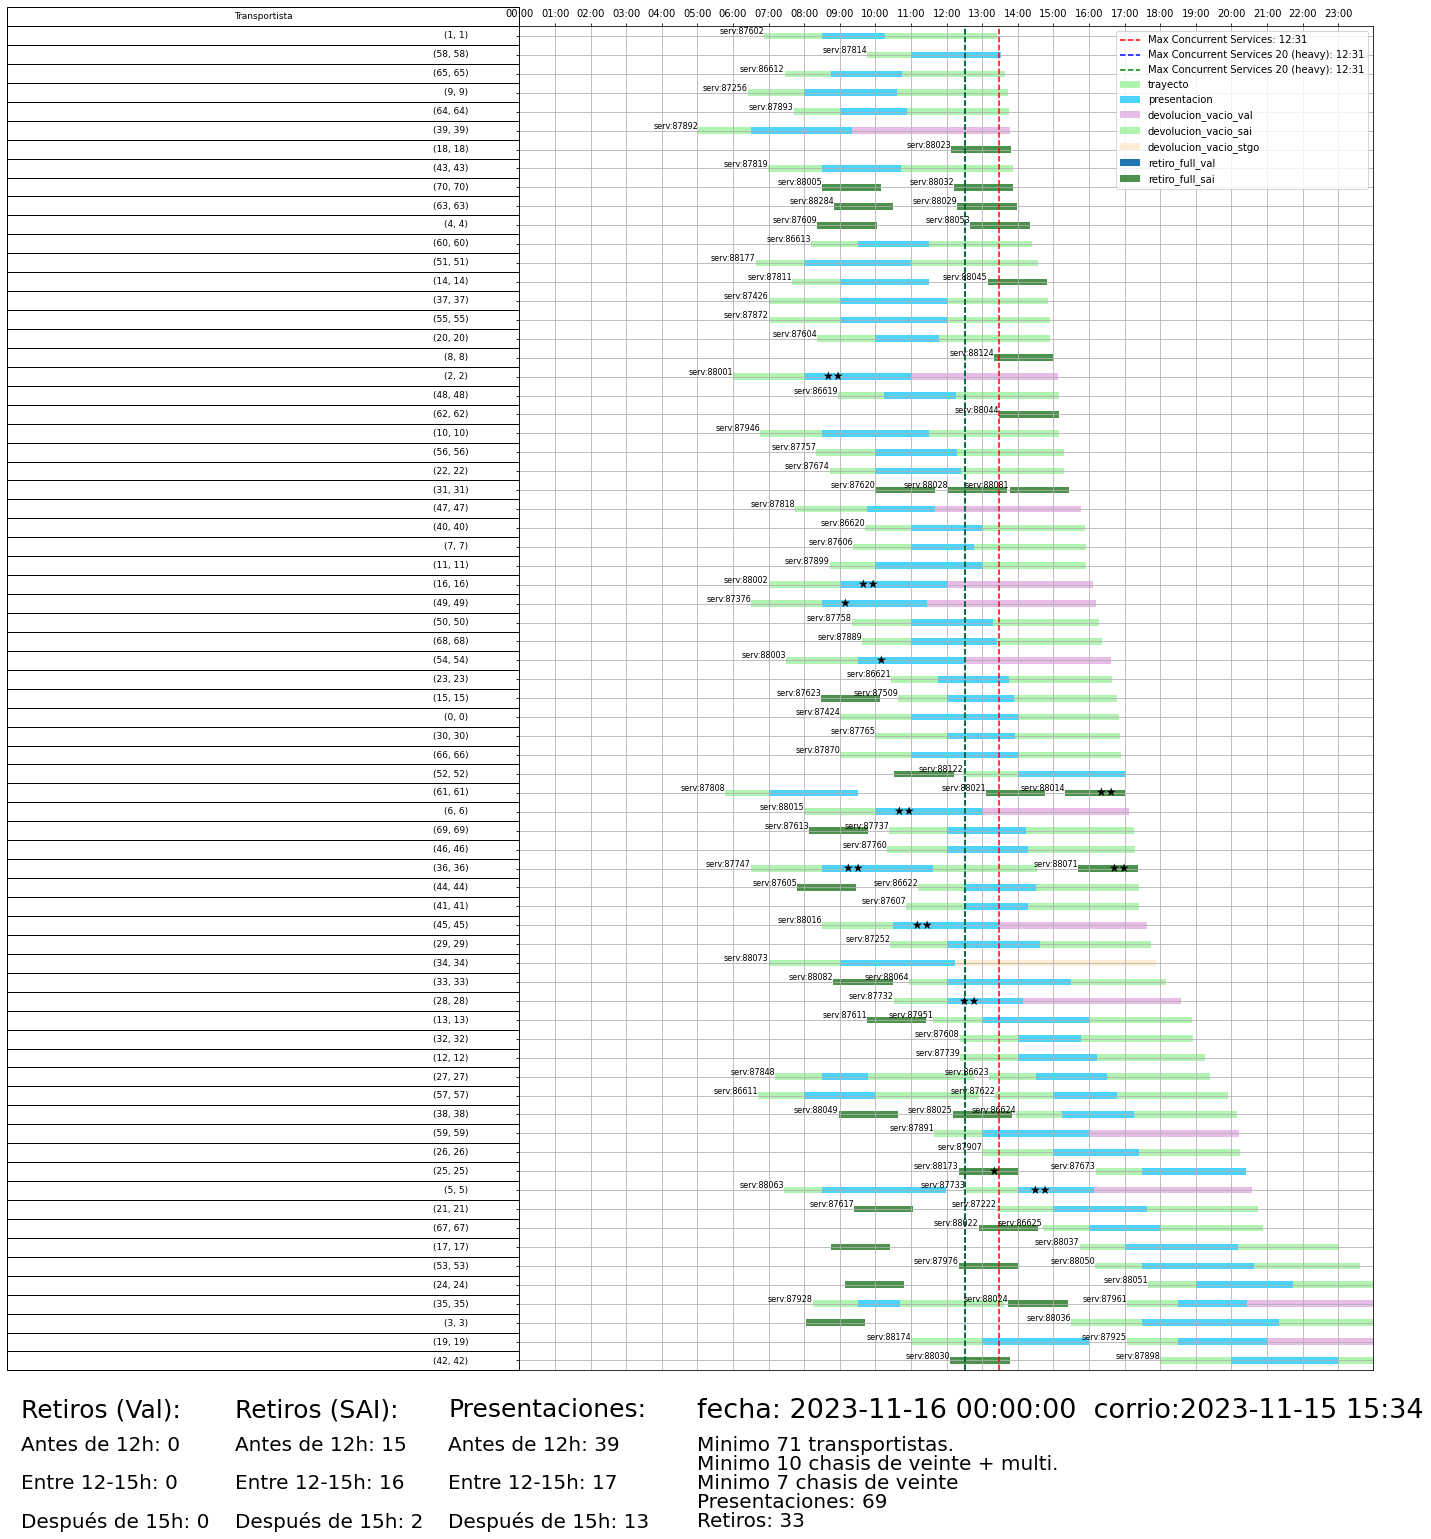 Transportista
00:00 01:00 02:00 03:00 04:00 05:00 06:00 07:00 08:00 09:00 10:00 11:00 12:00 13:00 14:00 15:00 16:00 17:00 18:00 19:00 20:00 21:00 22:00 23:00
Max Concurrent Services: 12:31
Max Concurrent Services 20 (heavy): 12:31
Max Concurrent Services 20 (heavy): 12:31
trayecto
presentacion
devolucion_vacio_val
devolucion_vacio_sai
devolucion_vacio_stgo
retiro_full_val
retiro_full_sai
(1, 1) serv:87602
(58, 58) serv:87814
(65, 65) serv:86612
(9, 9) serv:87256
(64, 64) serv:87893
(39, 39) serv:87892
(18, 18) serv:88023
(43, 43) serv:87819
(70, 70) serv:88005 serv:88032
(63, 63) serv:88284 serv:88029
(4, 4) serv:87609 serv:88053
(60, 60) serv:86613
(51, 51) serv:88177
(14, 14) serv:87811 serv:88045
(37, 37) serv:87426
(55, 55) serv:87872
(20, 20) serv:87604
(8, 8) serv:88124
(2, 2) serv:88001
(48, 48) serv:86619
(62, 62) serv:88044
(10, 10) serv:87946
(56, 56) serv:87757
(22, 22) serv:87674
(31, 31) serv:87620 serv:88028 serv:88081
(47, 47) serv:87818
(40, 40) serv:86620
(7, 7) serv:87606
(11, 11) serv:87899
(16, 16) serv:88002
(49, 49) serv:87376
(50, 50) serv:87758
(68, 68) serv:87889
(54, 54) serv:88003
(23, 23) serv:86621
(15, 15) serv:87623 serv:87509
(0, 0) serv:87424
(30, 30) serv:87765
(66, 66) serv:87870
(52, 52) serv:88122
(61, 61) serv:87808 serv:88021 serv:88014
(6, 6) serv:88015
(69, 69) serv:87613 serv:87737
(46, 46) serv:87760
(36, 36) serv:87747 serv:88071
(44, 44) serv:87605 serv:86622
(41, 41) serv:87607
(45, 45) serv:88016
(29, 29) serv:87252
(34, 34) serv:88073
(33, 33) serv:88082 serv:88064
(28, 28) serv:87732
(13, 13) serv:87611 serv:87951
(32, 32) serv:87608
(12, 12) serv:87739
(27, 27) serv:87848 serv:86623
(57, 57) serv:86611 serv:87622
(38, 38) serv:88049 serv:88025 serv:86624
(59, 59) serv:87891
(26, 26) serv:87907
(25, 25) serv:88173 serv:87673
(5, 5) serv:88063 serv:87733
(21, 21) serv:87617 serv:87222
(67, 67) serv:88022 serv:86625
(17, 17) serv:88037
(53, 53) serv:87976 serv:88050
(24, 24) serv:88051
(35, 35) serv:87928 serv:88024 serv:87961
(3, 3) serv:88036
(19, 19) serv:88174 serv:87925
(42, 42) serv:88030 serv:87898
Retiros (Val):
Antes de 12h: 0
Entre 12-15h: 0
Después de 15h: 0
Retiros (SAI):
Antes de 12h: 15
Entre 12-15h: 16
Después de 15h: 2
Presentaciones:
Antes de 12h: 39
Entre 12-15h: 17
Después de 15h: 13
fecha: 2023-11-16 00:00:00 corrio:2023-11-15 15:34
Minimo 71 transportistas.
Minimo 10 chasis de veinte + multi.
Minimo 7 chasis de veinte
Presentaciones: 69
Retiros: 33